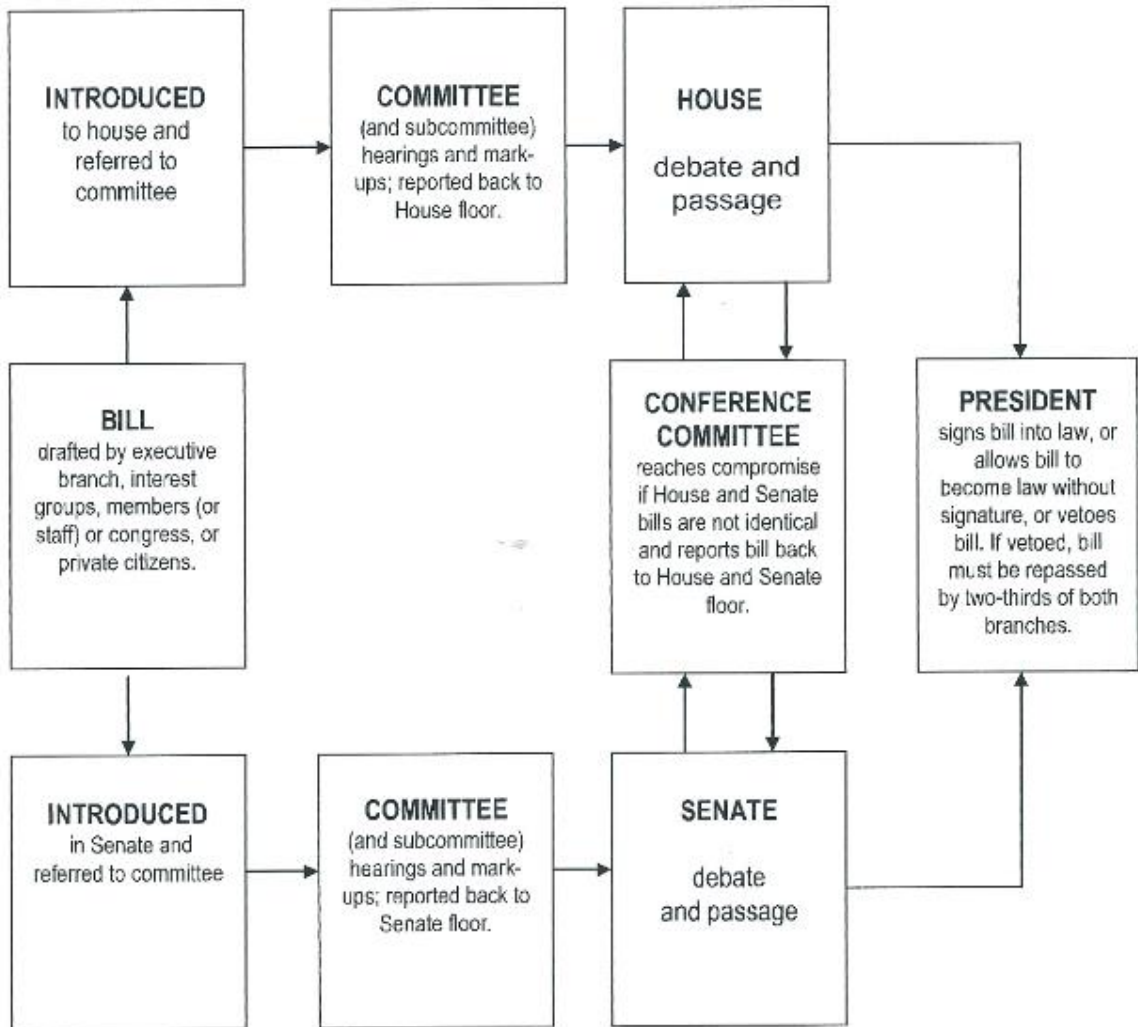 INTRODUCED
to house and
referred to
committee
COMMITTEE
(and subcommittee)
hearings and mark-
ups; reported back to
House floor.
HOUSE
debate and
passage
BILL
drafted by executive
branch, interest
groups, members (or
staff) or congress, or
private citizens.
CONFERENCE
COMMITTEE
reaches compromise
if House and Senate
bills are not identical
and reports bill back
to House and Senate
floor.
PRESIDENT
signs bill into law, or
allows bill to
become law without
signature, or vetoes
bill. If vetoed, bill
must be repassed
by two-thirds of both
branches.
INTRODUCED
in Senate and
referred to committee
COMMITTEE
(and subcommittee)
hearings and mark-
ups; reported back to
Senate floor.
SENATE
debate
and passage